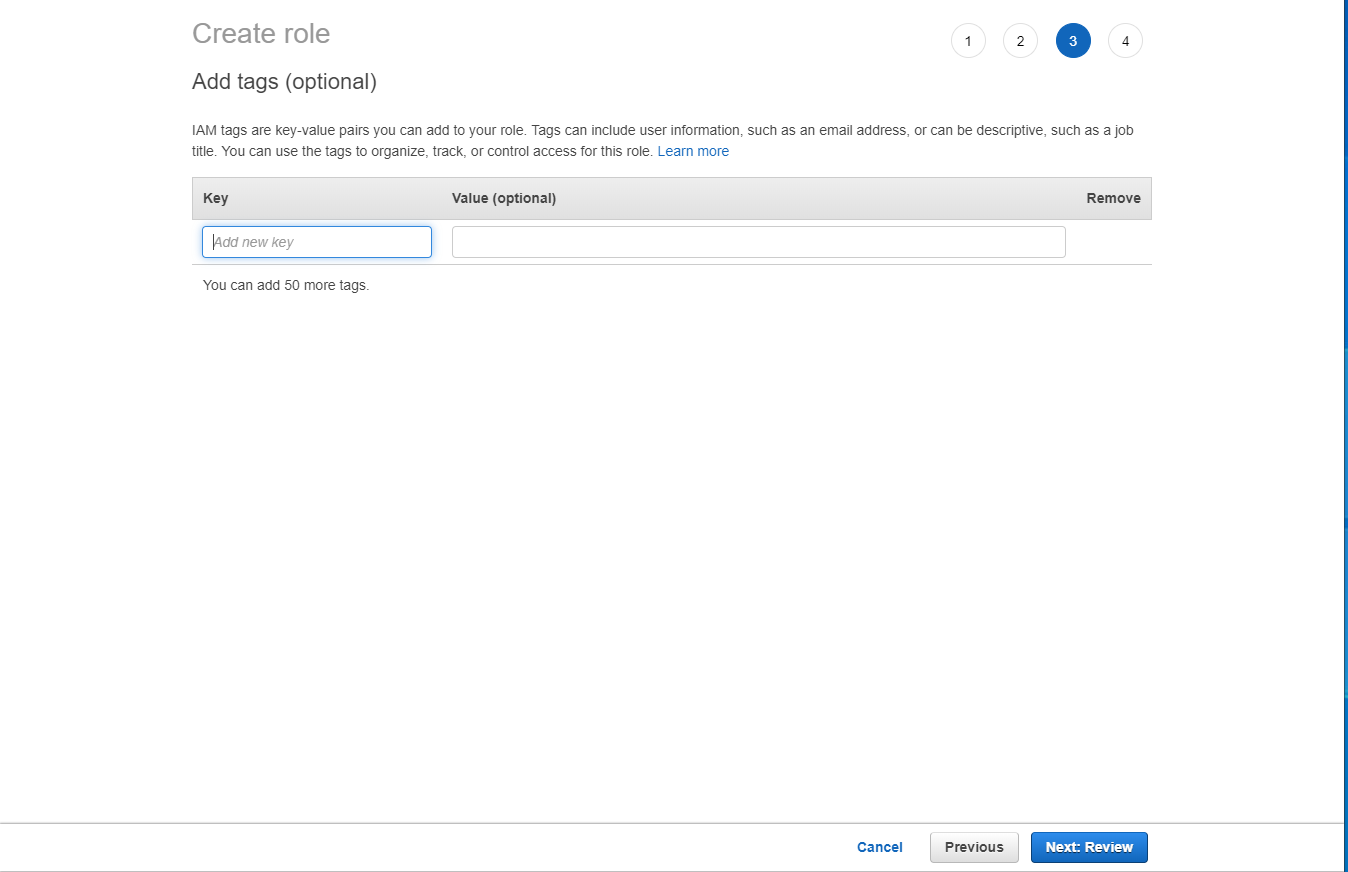 Create role
1 2 3 4
Add tags (optional)
IAM tags are key-value pairs you can add to your role. Tags can include user information, such as an email address, or can be descriptive, such as a job
title. You can use the tags to organize, track, or control access for this role. Learn more
Key Value (optional) Remove
Add new key
You can add 50 more tags.
Cancel Previous Next: Review